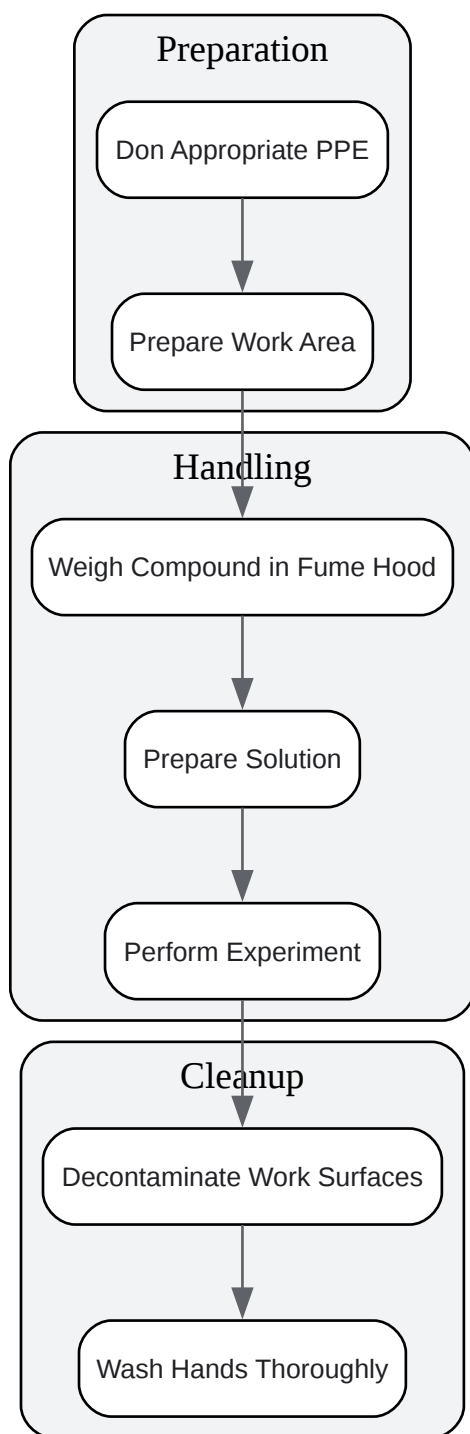 Preparation
Don Appropriate PPE
Prepare Work Area
Handling
Weigh Compound in Fume Hood
Prepare Solution
Perform Experiment
Cleanup
Decontaminate Work Surfaces
Wash Hands Thoroughly